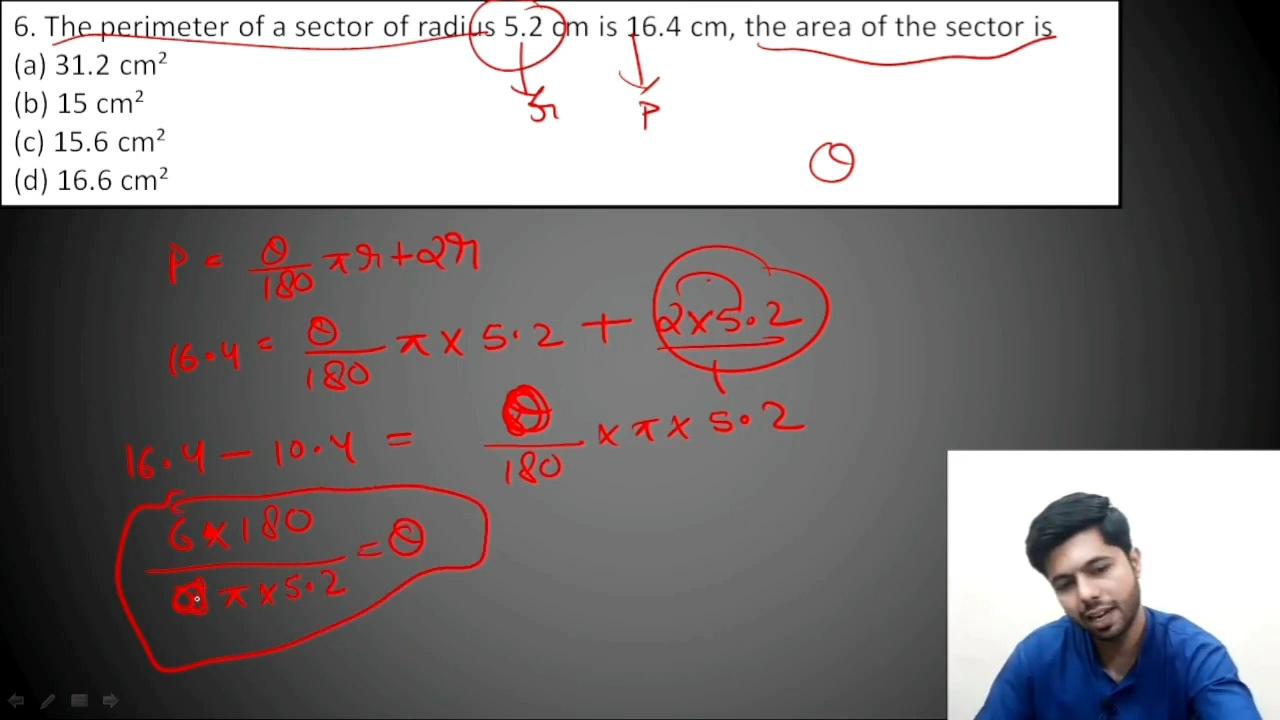 6. The perimeter of a sector of radius 5.2 cm is 16.4 cm, the area of the sector is
(a) 31.2 cm²
(b) 15 cm²
(c) 15.6 cm²
(d) 16.6 cm²
r P
θ
P = θ/180 πr + 2r
16.4 = θ/180 π × 5.2 + 2×5.2
16.4 - 10.4 = θ/180 × π × 5.2
6×180/π×5.2 = θ